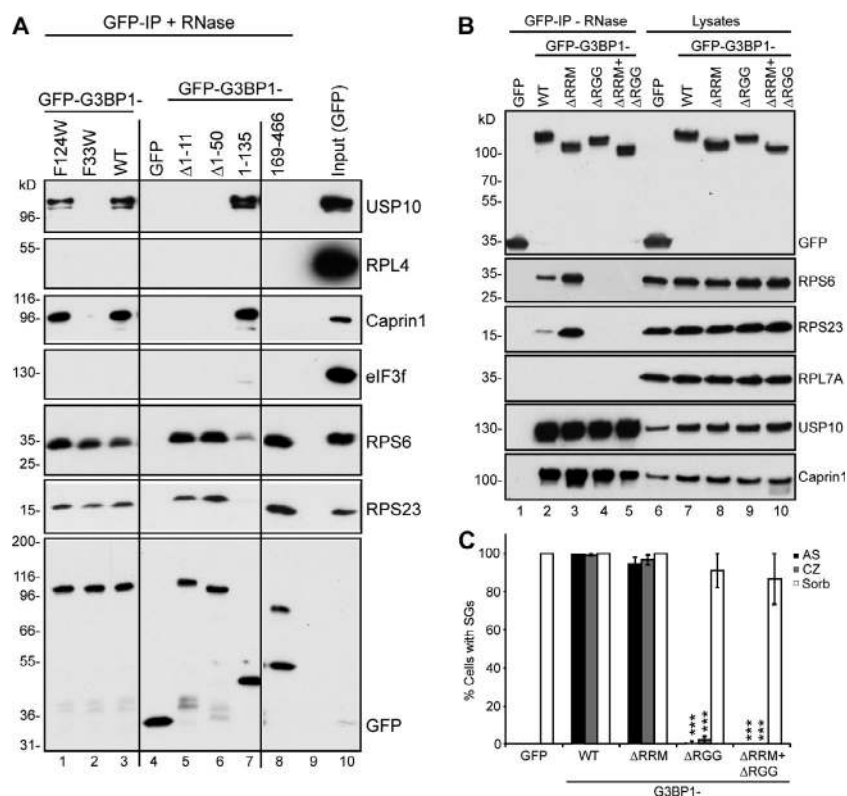 A
GFP-IP + RNase
GFP-G3BP1-
GFP-G3BP1-
F124W
F33W
WT
GFP
Δ1-11
Δ1-50
1-135
169-466
Input (GFP)
kD
96-
USP10
55-
RPL4
116-
96-
Caprin1
130-
eIF3f
35-
25-
RPS6
15-
RPS23
200-
116-
96-
55-
36-
31-
GFP
1 2 3 4 5 6 7 8 9 10
B
GFP-IP - RNase
Lysates
GFP-G3BP1-
GFP-G3BP1-
GFP
WT
ΔRRM
ΔRGG
ΔRRM+
ΔRGG
GFP
WT
ΔRRM
ΔRGG
ΔRRM+
ΔRGG
kD
100-
70-
55-
35-
GFP
35-
25-
RPS6
15-
RPS23
35-
RPL7A
130-
USP10
100-
Caprin1
1 2 3 4 5 6 7 8 9 10
C
% Cells with SGs
100
80
60
40
20
0
AS
CZ
Sorb
***
***
***
***
GFP
WT
ΔRRM
ΔRGG
ΔRRM+
ΔRGG
G3BP1-